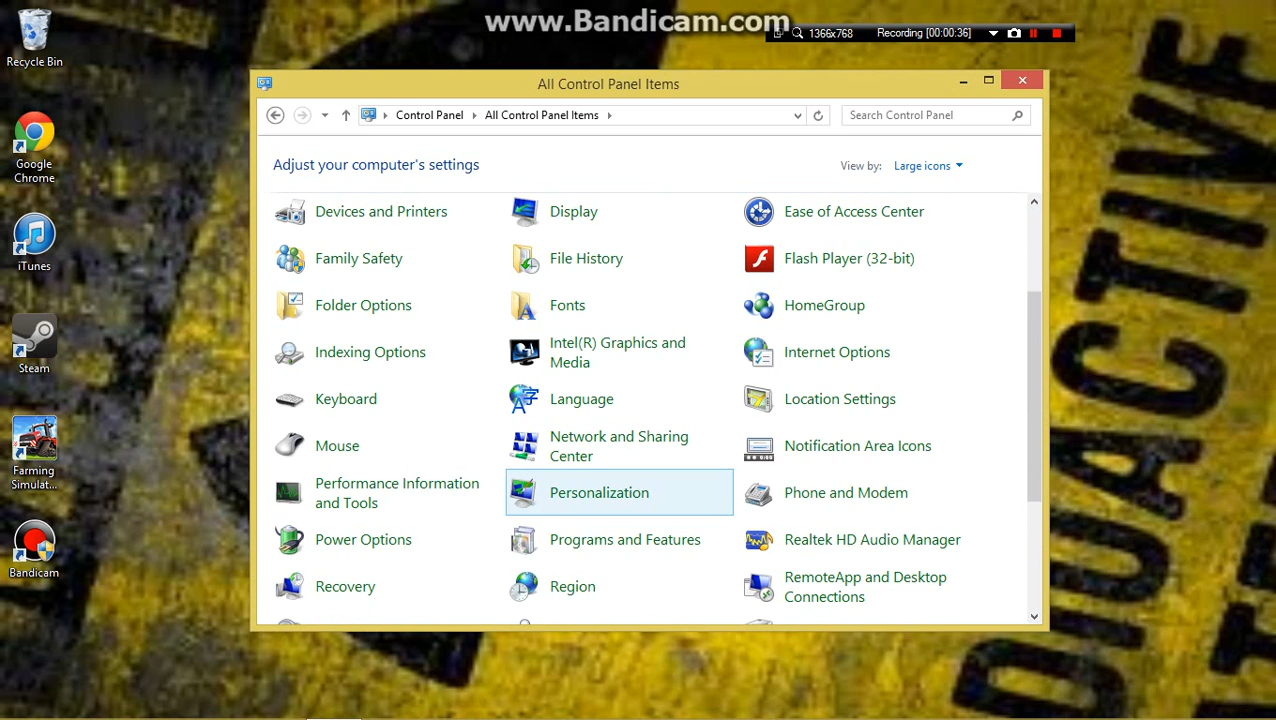 www.Bandicam.com
1366x768 Recording [00:00:36]
Recycle Bin
Google
Chrome
iTunes
Steam
Farming
Simulat...
Bandicam
All Control Panel Items
Control Panel All Control Panel Items
Search Control Panel
Adjust your computer's settings
View by: Large icons
Devices and Printers
Display
Ease of Access Center
Family Safety
File History
Flash Player (32-bit)
Folder Options
Fonts
HomeGroup
Indexing Options
Intel(R) Graphics and
Media
Internet Options
Keyboard
Language
Location Settings
Mouse
Network and Sharing
Center
Notification Area Icons
Performance Information
and Tools
Personalization
Phone and Modem
Power Options
Programs and Features
Realtek HD Audio Manager
Recovery
Region
RemoteApp and Desktop
Connections